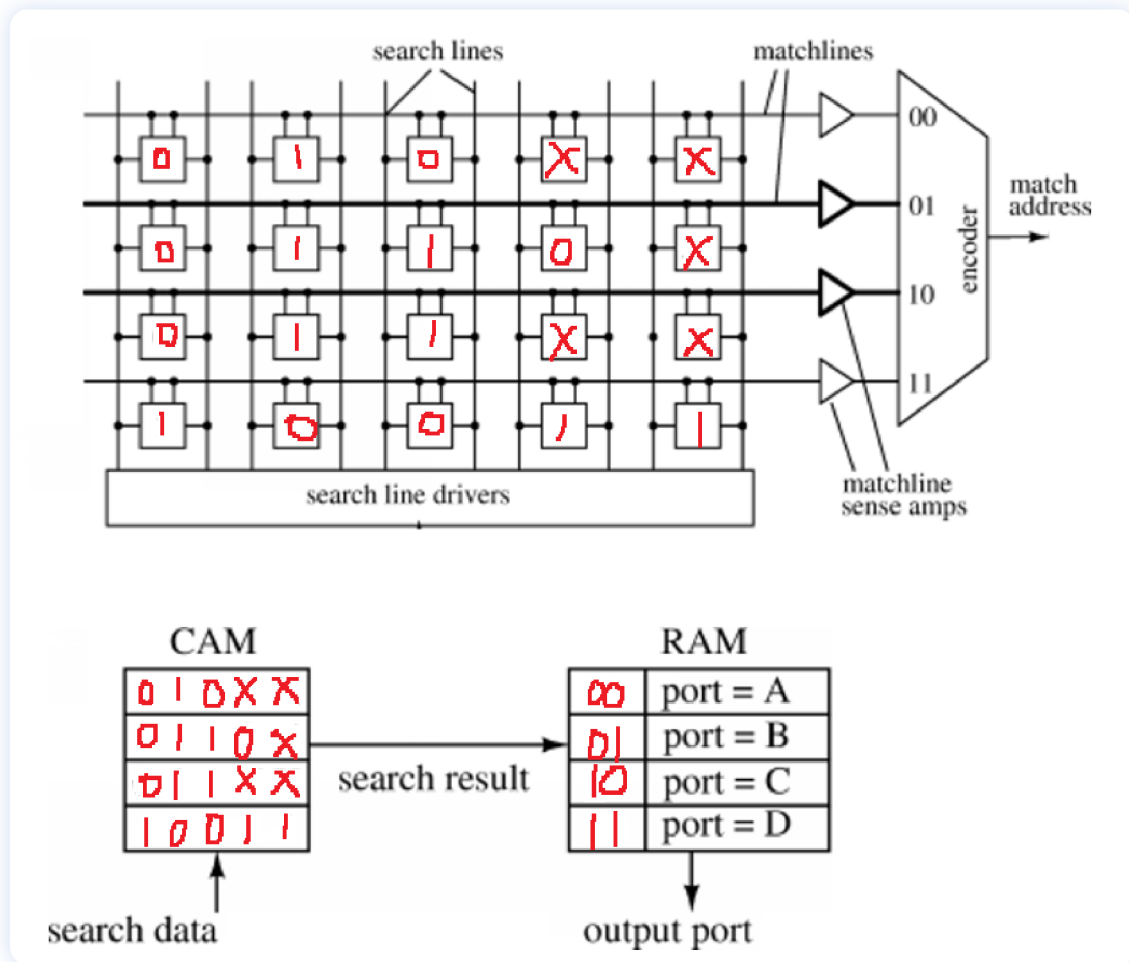 search lines matchlines
00
0 1 0 X X
match
address
01
0 1 1 0 X
encoder
10
0 1 1 X X
11
1 0 0 1 1
search line drivers
matchline
sense amps
CAM RAM
0 1 0 X X 00 port = A
0 1 1 0 X 01 port = B
0 1 1 X X 10 port = C
search result
1 0 0 1 1 11 port = D
search data output port